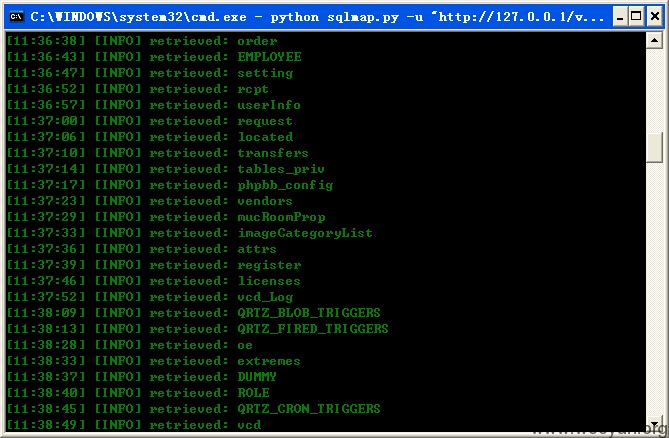 C:\WINDOWS\system32\cmd.exe - python sqlmap.py -u "http://127.0.0.1/v...
[11:36:38] [INFO] retrieved: order
[11:36:43] [INFO] retrieved: EMPLOYEE
[11:36:47] [INFO] retrieved: setting
[11:36:52] [INFO] retrieved: rcpt
[11:36:57] [INFO] retrieved: userInfo
[11:37:00] [INFO] retrieved: request
[11:37:06] [INFO] retrieved: located
[11:37:10] [INFO] retrieved: transfers
[11:37:14] [INFO] retrieved: tables_priv
[11:37:17] [INFO] retrieved: phpbb_config
[11:37:23] [INFO] retrieved: vendors
[11:37:29] [INFO] retrieved: mucRoomProp
[11:37:33] [INFO] retrieved: imageCategoryList
[11:37:36] [INFO] retrieved: attrs
[11:37:39] [INFO] retrieved: register
[11:37:46] [INFO] retrieved: licenses
[11:37:52] [INFO] retrieved: vcd_Log
[11:38:09] [INFO] retrieved: QRTZ_BLOB_TRIGGERS
[11:38:13] [INFO] retrieved: QRTZ_FIRED_TRIGGERS
[11:38:28] [INFO] retrieved: oe
[11:38:33] [INFO] retrieved: extremes
[11:38:37] [INFO] retrieved: DUMMY
[11:38:40] [INFO] retrieved: ROLE
[11:38:45] [INFO] retrieved: QRTZ_CRON_TRIGGERS
[11:38:49] [INFO] retrieved: vcd